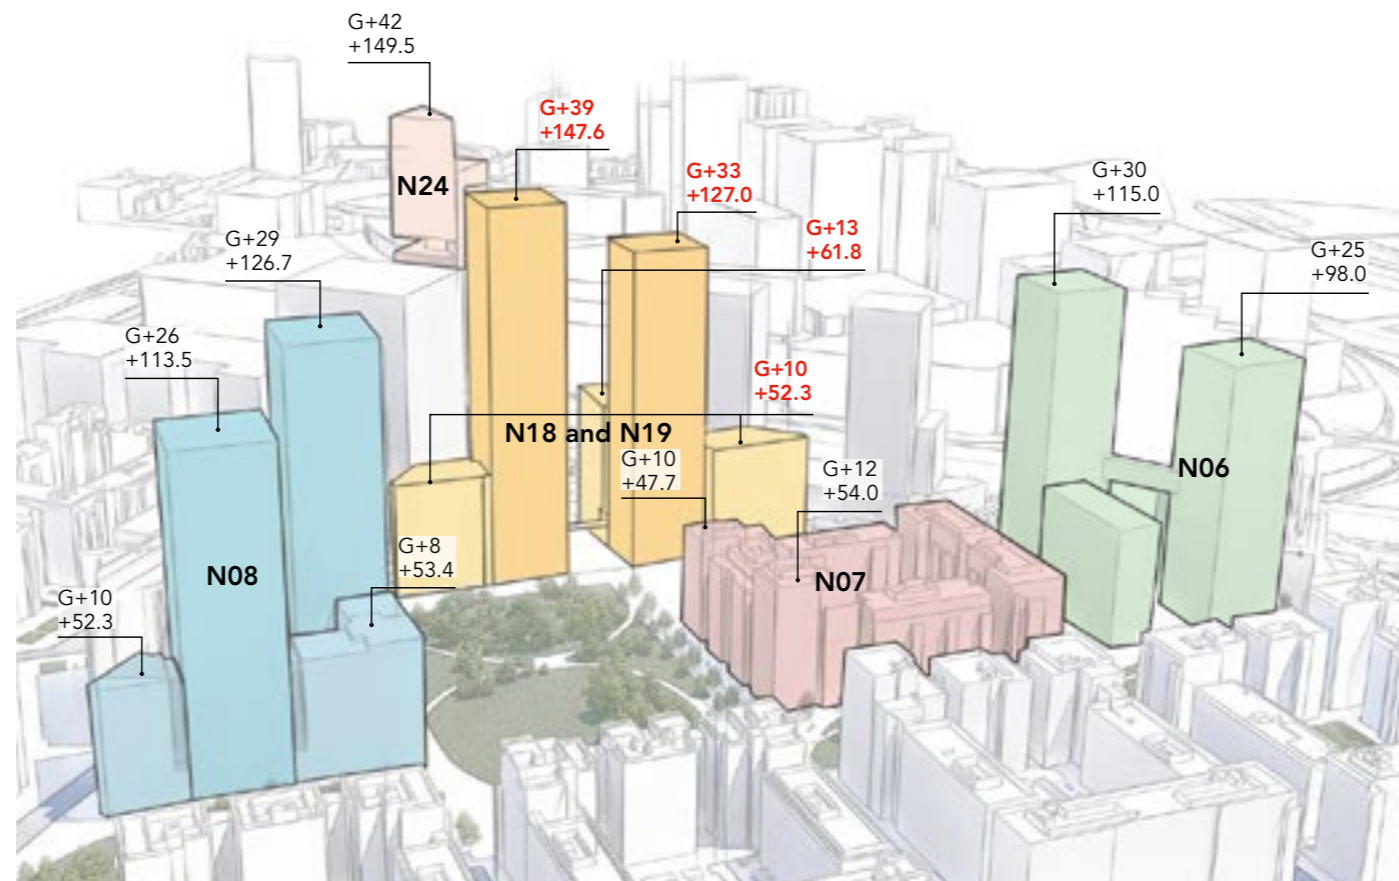 G+42
+149.5
G+39
+147.6
G+33
+127.0
G+30
+115.0
N24
G+13
+61.8
G+29
+126.7
G+25
+98.0
G+26
+113.5
G+10
+52.3
N18 and N19
G+10
+47.7
G+12
+54.0
N06
G+8
+53.4
N08
N07
G+10
+52.3